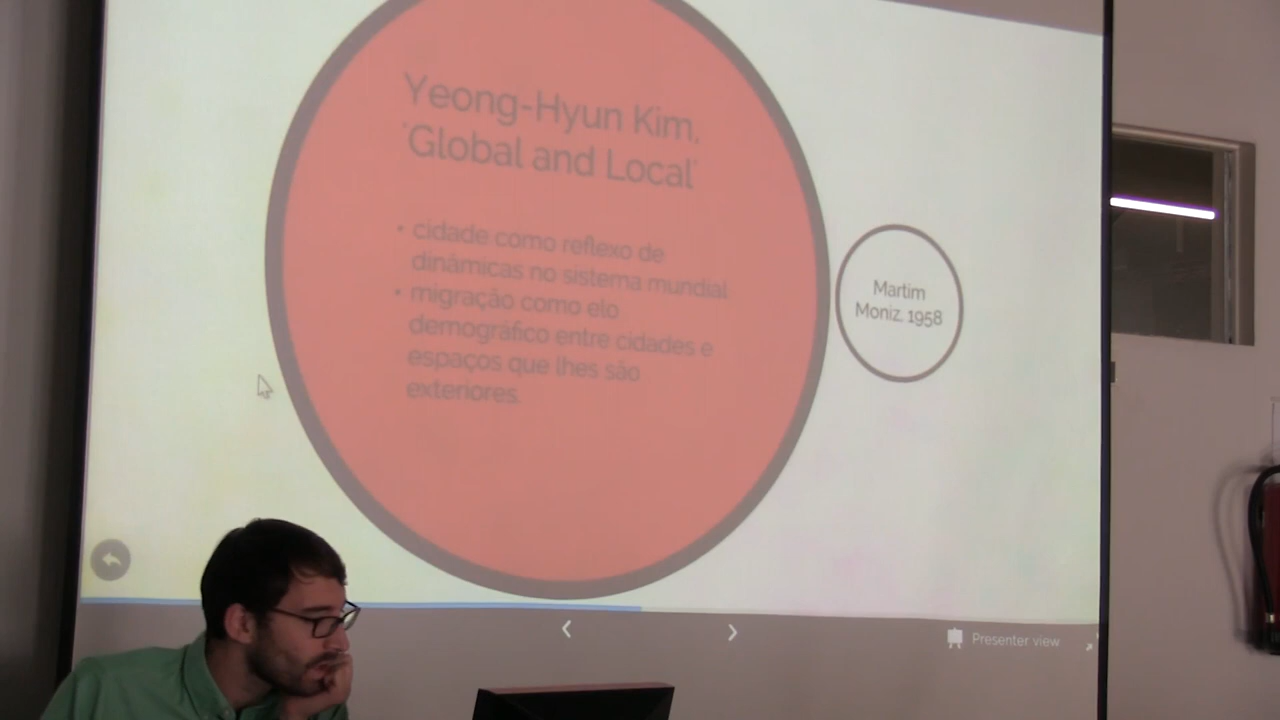 Yeong-Hyun Kim,
'Global and Local'
• cidade como reflexo de
dinâmicas no sistema mundial
• migração como elo
demográfico entre cidades e
espaços que lhes são
exteriores.
Martim
Moniz, 1958
Presenter view